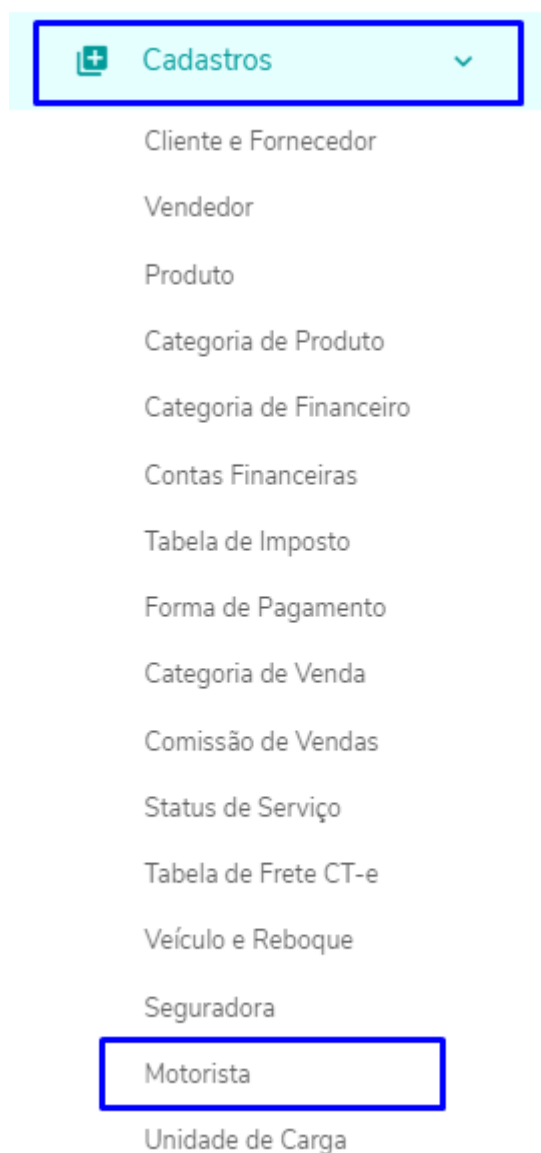 Cadastros
Cliente e Fornecedor
Vendedor
Produto
Categoria de Produto
Categoria de Financeiro
Contas Financeiras
Tabela de Imposto
Forma de Pagamento
Categoria de Venda
Comissão de Vendas
Status de Serviço
Tabela de Frete CT-e
Veículo e Reboque
Seguradora
Motorista
Unidade de Carga